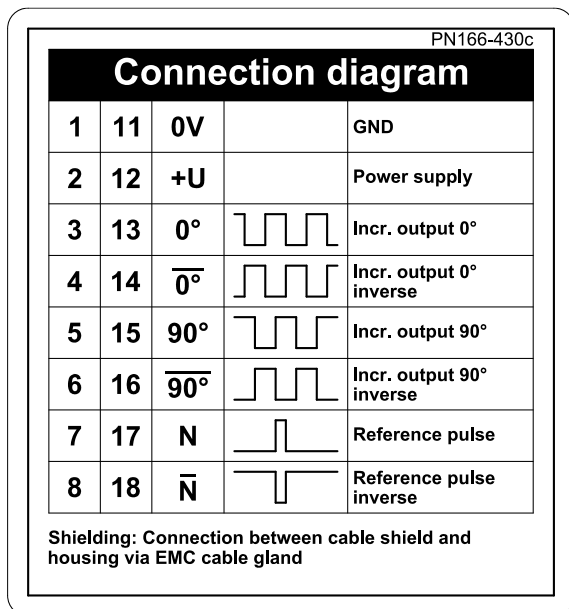 PN166-430c
Connection diagram
1 11 0V GND
2 12 +U Power supply
3 13 0° Incr. output 0°
4 14 0̅° Incr. output 0°
inverse
5 15 90° Incr. output 90°
6 16 9̅0̅° Incr. output 90°
inverse
7 17 N Reference pulse
8 18 N̅ Reference pulse
inverse
Shielding: Connection between cable shield and
housing via EMC cable gland